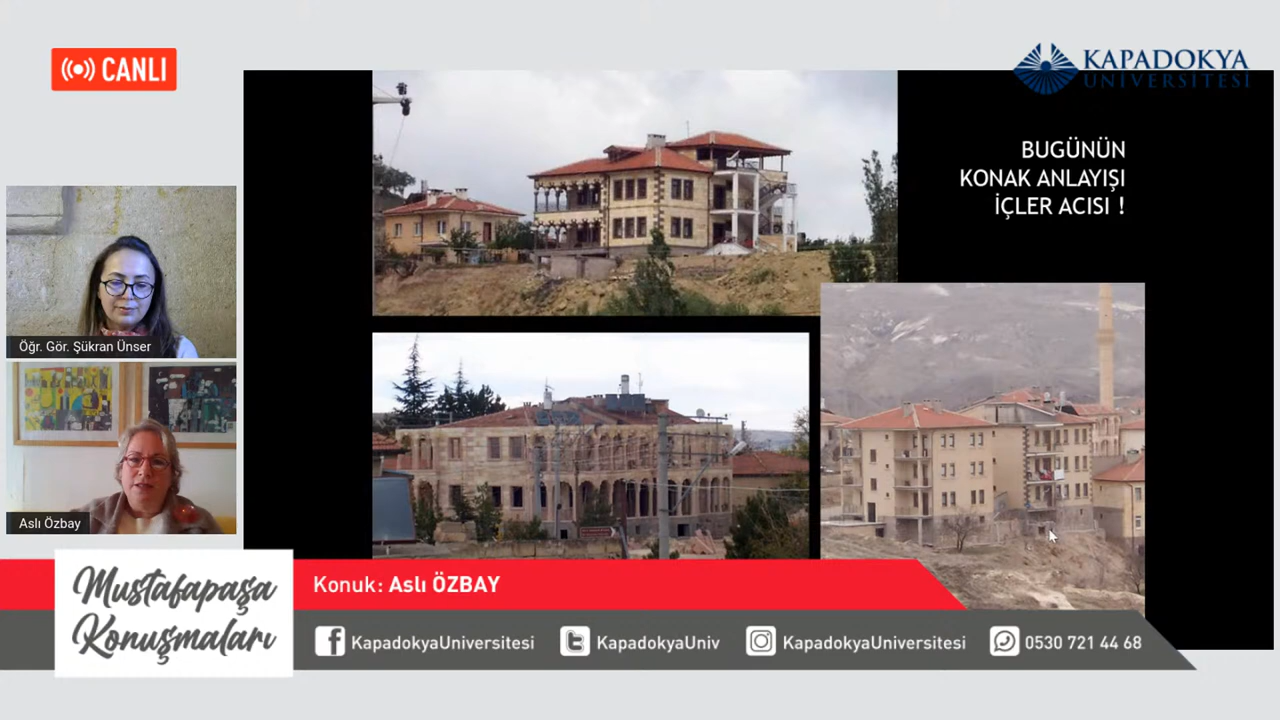 CANLI
KAPADOKYA
ÜNİVERSİTESİ
BUGÜNÜN
KONAK ANLAYIŞI
İÇLER ACISI !
Öğr. Gör. Şükran Ünser
Aslı Özbay
Mustafapaşa
Konuşmaları
Konuk: Aslı ÖZBAY
KapadokyaUniversitesi
KapadokyaUniv
KapadokyaUniversitesi
0530 721 44 68